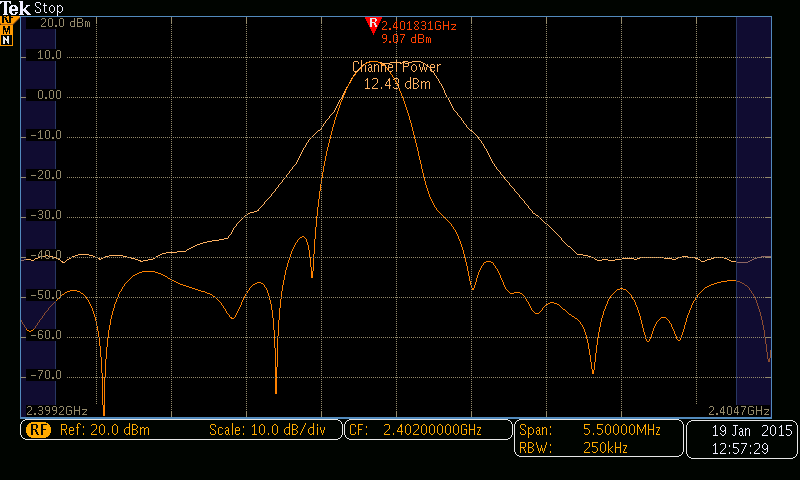 Tek Stop
R
M
N
20.0 dBm
R 2.401831GHz
9.07 dBm
10.0
Channel Power
12.43 dBm
0.00
-10.0
-20.0
-30.0
-40.0
-50.0
-60.0
-70.0
2.3992GHz
2.4047GHz
RF Ref: 20.0 dBm Scale: 10.0 dB/div CF: 2.40200000GHz Span: 5.50000MHz
RBW: 250kHz
19 Jan 2015
12:57:29